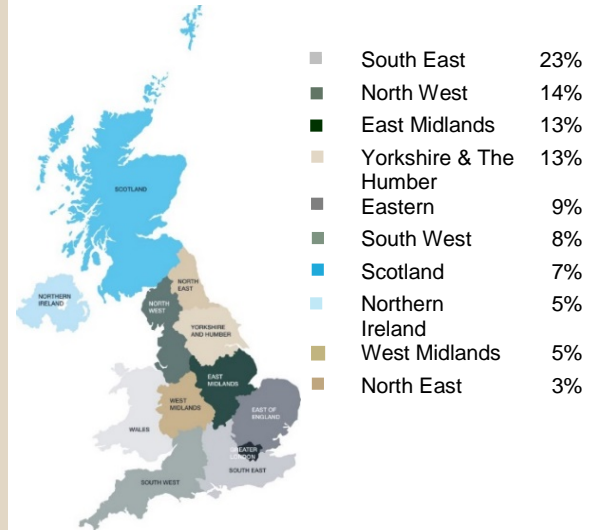 SCOTLAND
NORTHERN
IRELAND
NORTH
EAST
NORTH
WEST
YORKSHIRE
AND HUMBER
EAST
MIDLANDS
WEST
MIDLANDS
EAST OF
ENGLAND
WALES
GREATER
LONDON
SOUTH EAST
SOUTH WEST
South East 23%
North West 14%
East Midlands 13%
Yorkshire & The 13%
Humber
Eastern 9%
South West 8%
Scotland 7%
Northern 5%
Ireland
West Midlands 5%
North East 3%